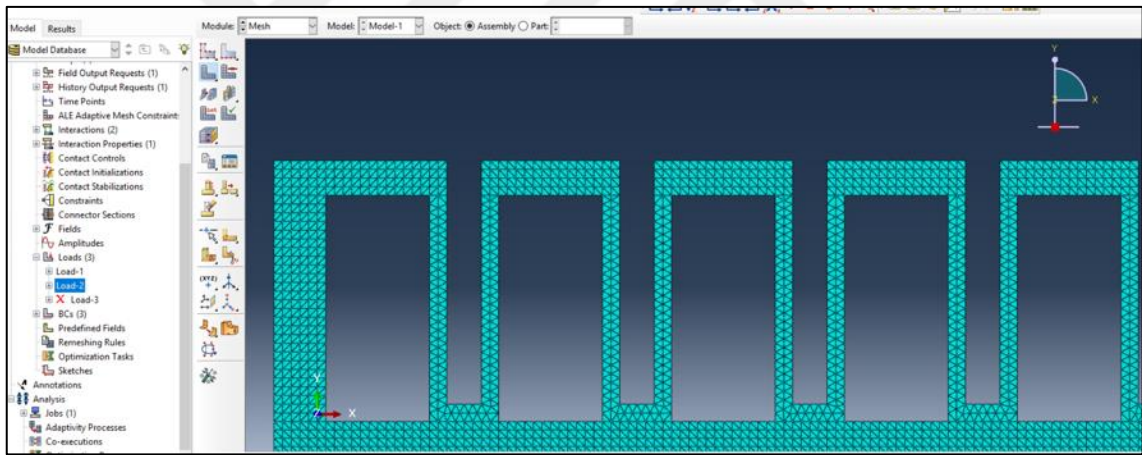 Model Results
Module: Mesh Model: Model-1 Object: Assembly Part:
Model Database
Field Output Requests (1)
History Output Requests (1)
Time Points
ALE Adaptive Mesh Constraint:
Interactions (2)
Interaction Properties (1)
Contact Controls
Contact Initializations
Contact Stabilizations
Constraints
Connector Sections
Fields
Amplitudes
Loads (3)
Load-1
Load-2
X Load-3
BCs (3)
Predefined Fields
Remeshing Rules
Optimization Tasks
Sketches
Annotations
Analysis
Jobs (1)
Adaptivity Processes
Co-executions
(XYZ)
Y
Z X
Y
Z X